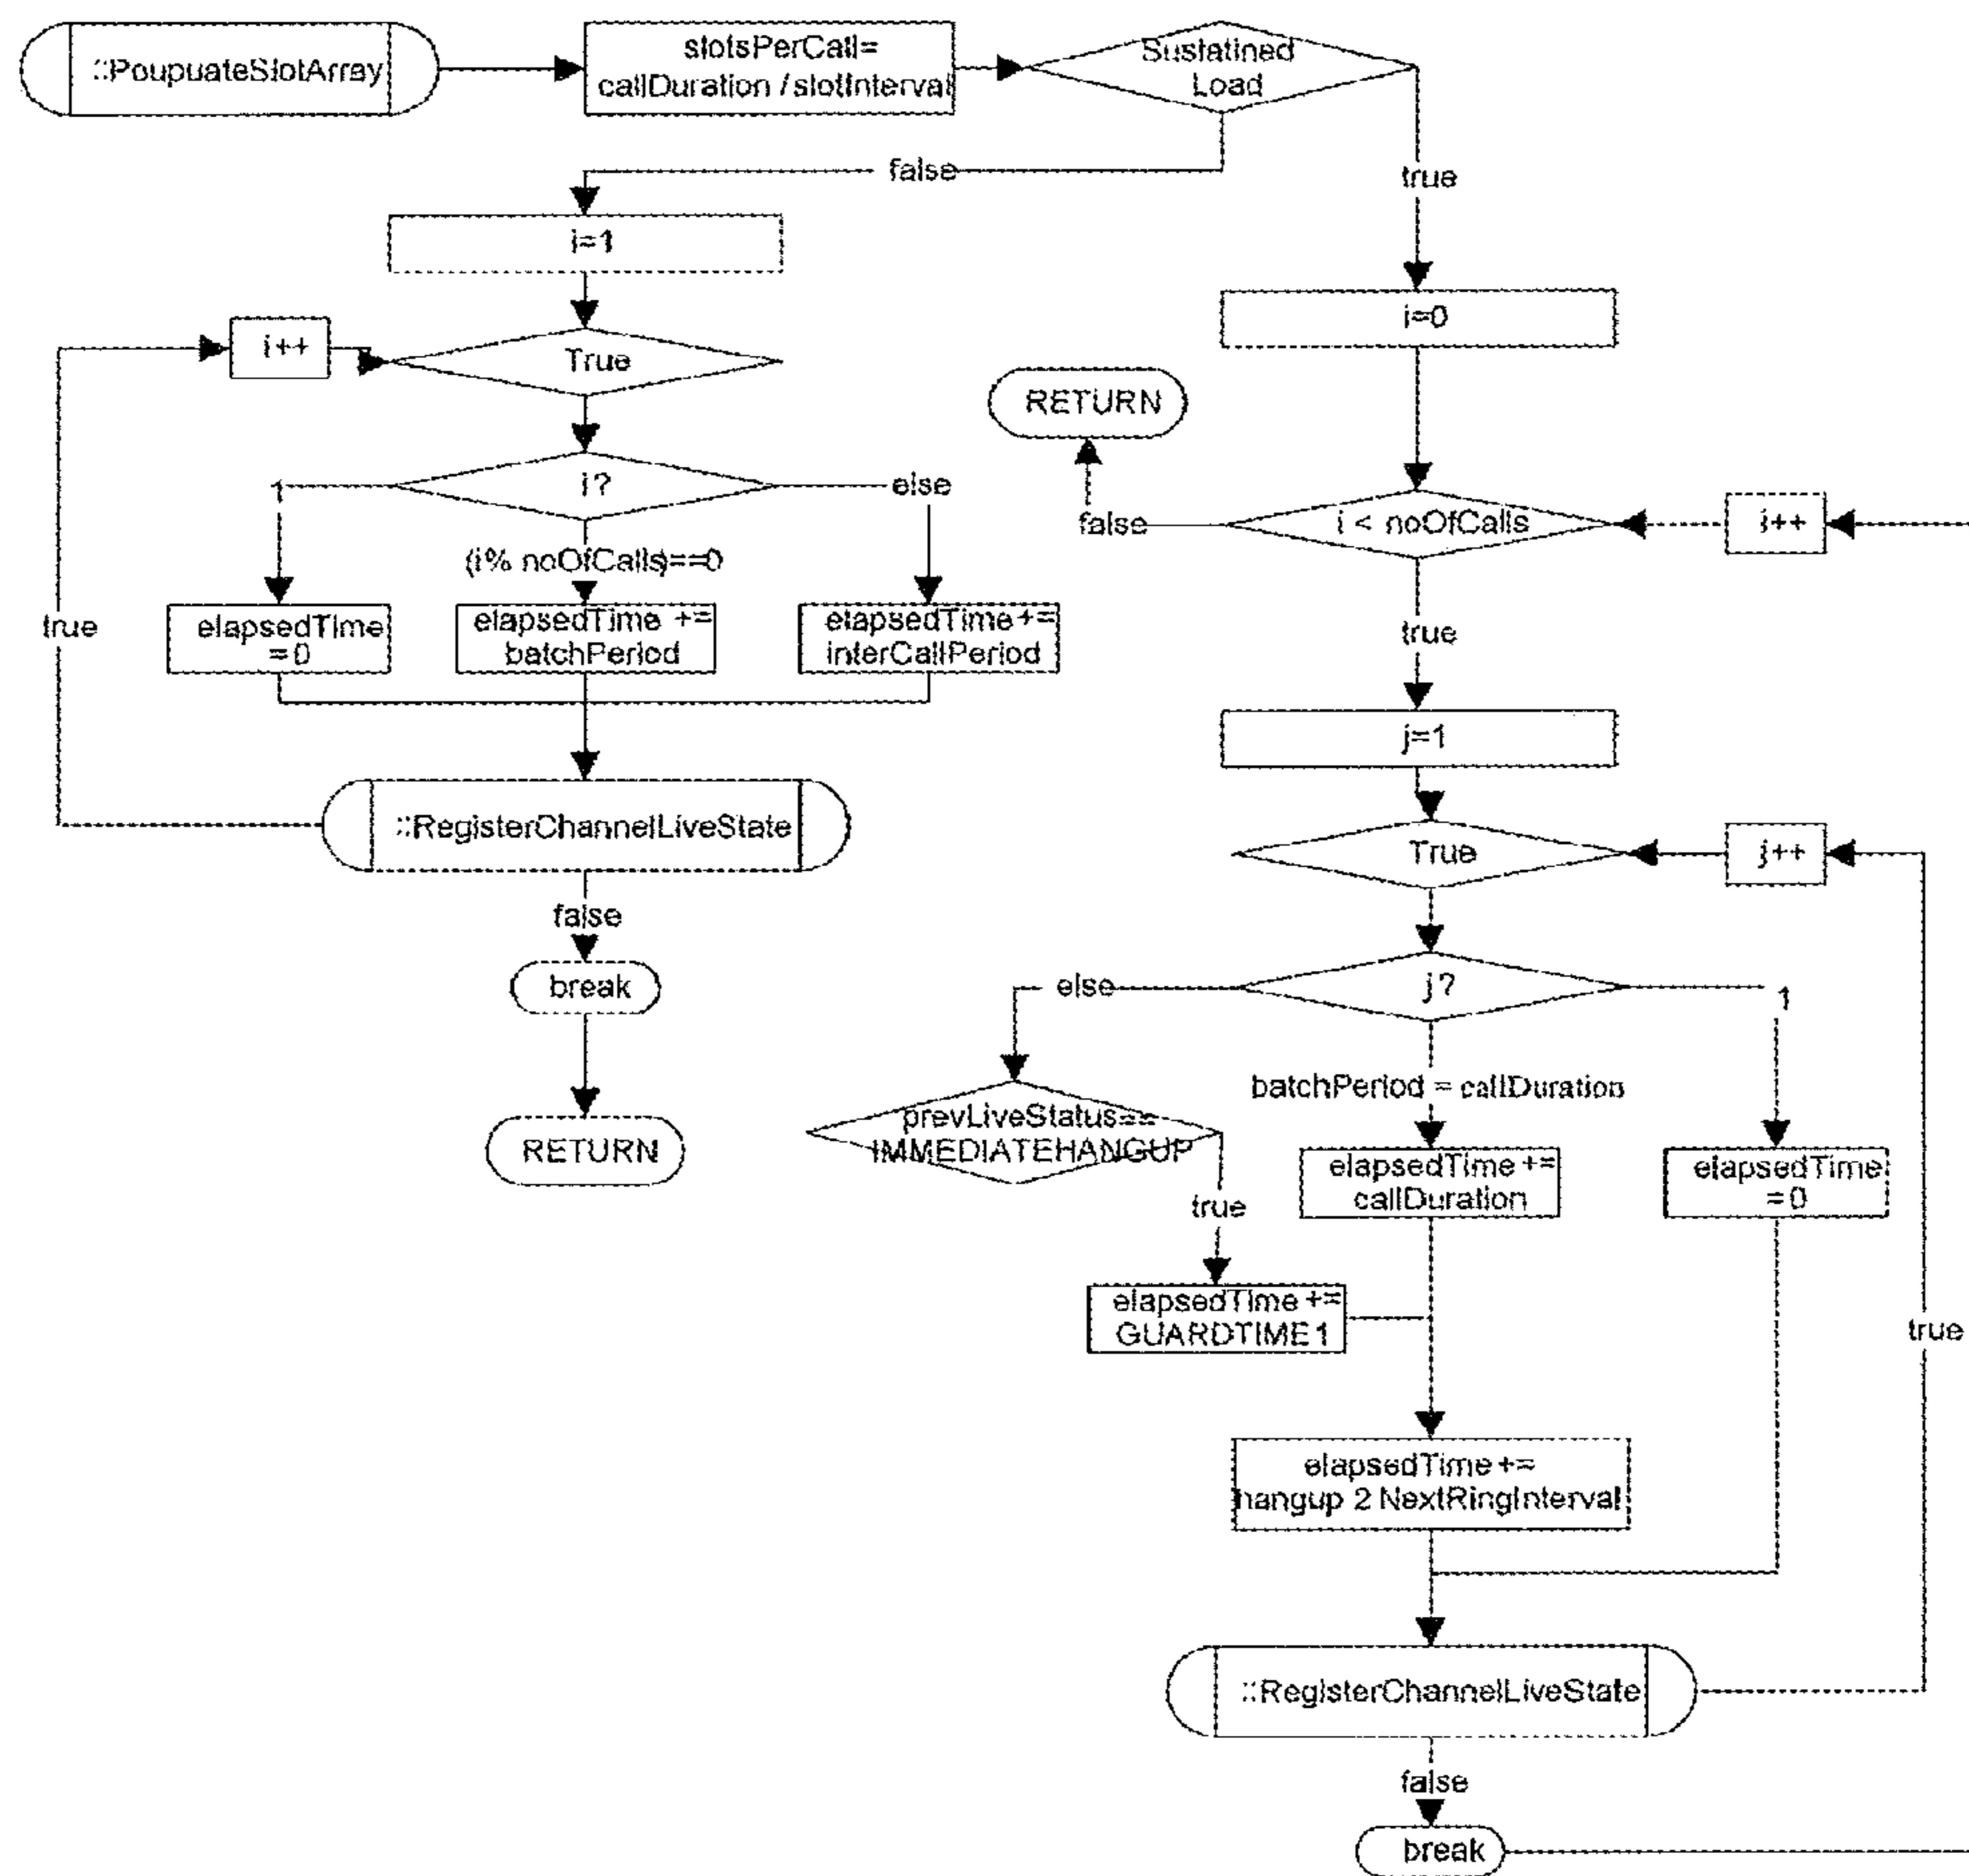 ::PoupuateSlotArray
slotsPerCall=
callDuration /slotInterval
Sustatined
Load
false
true
i=1
i++
True
i=0
RETURN
i?
1
else
false
i < noOfCalls
i++
(i% noOfCalls)==0
true
elapsedTime
=0
elapsedTime +=
batchPeriod
elapsedTime+=
interCallPeriod
true
j=1
::RegisterChannelLiveState
True
j++
false
break
else
j?
1
RETURN
prevLiveStatus==
IMMEDIATEHANGUP
batchPeriod = callDuration
true
elapsedTime +=
callDuration
elapsedTime
=0
elapsedTime +=
GUARDTIME1
true
elapsedTime+=
hangup 2 NextRingInterval
::RegisterChannelLiveState
false
break